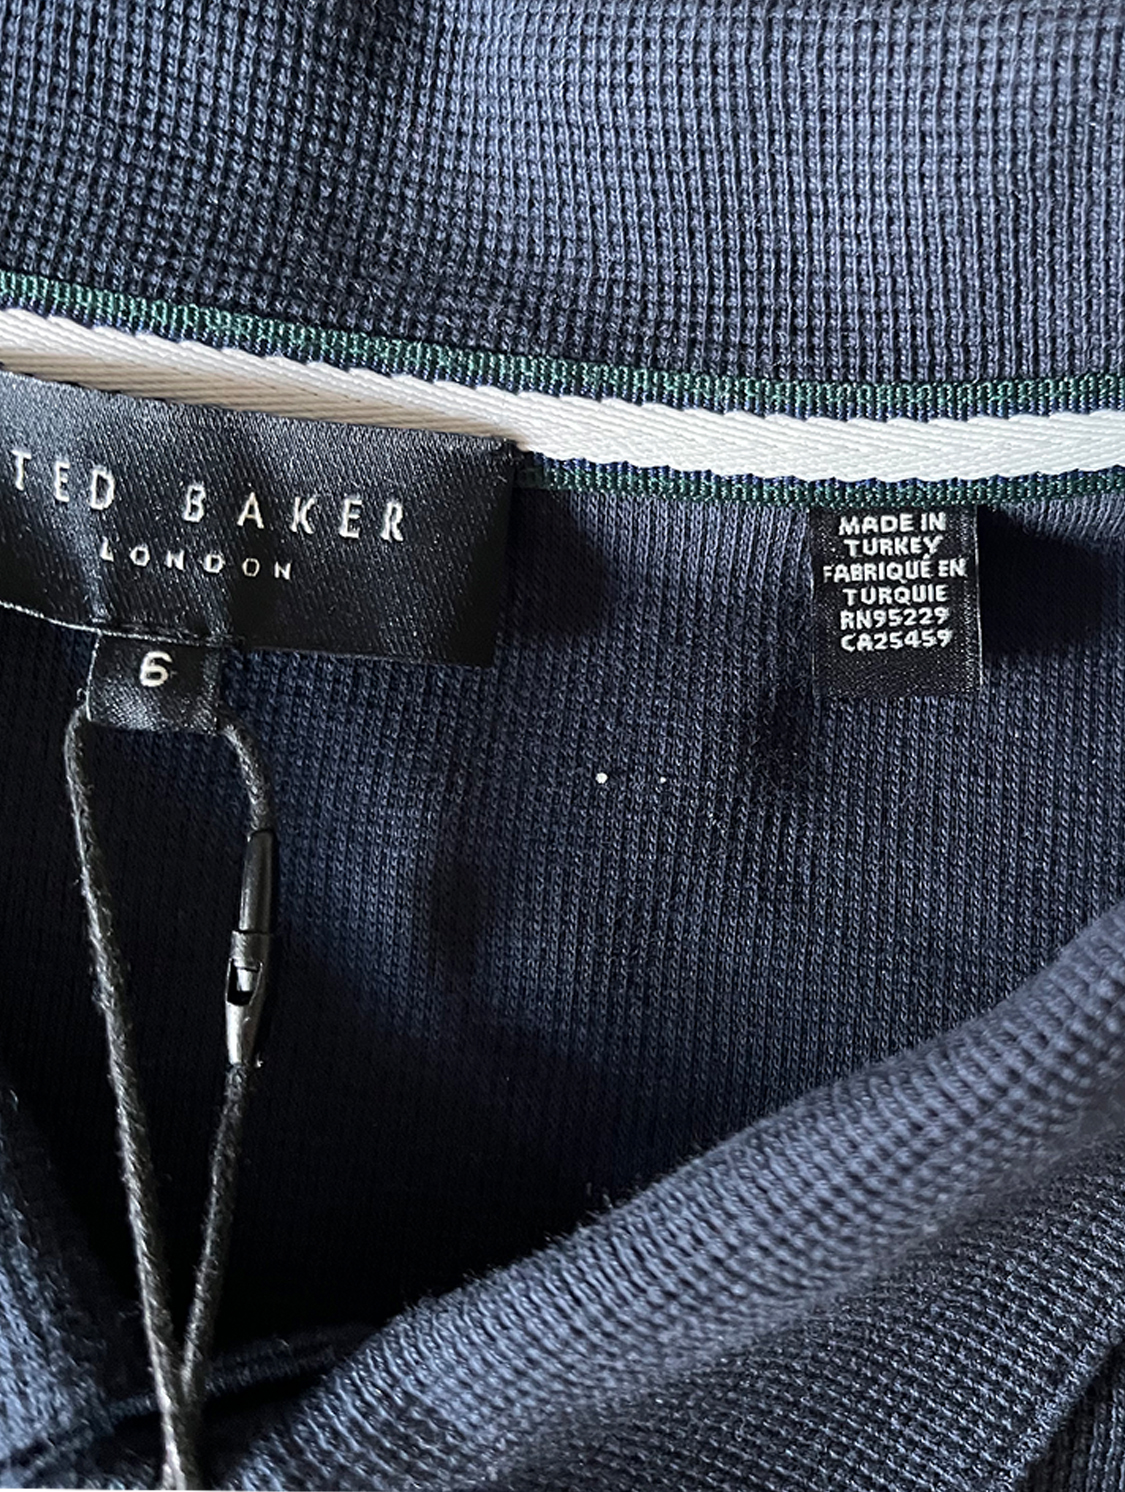 TED BAKER
LONDON
6
MADE IN
TURKEY
FABRIQUÉ EN
TURQUIE
RN95229
CA25459